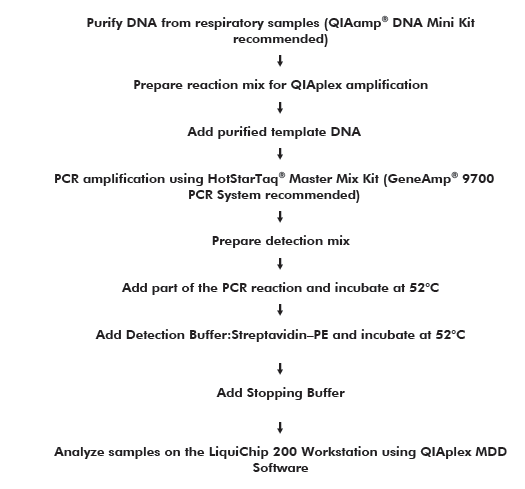 Purify DNA from respiratory samples (QIAamp® DNA Mini Kit
recommended)
Prepare reaction mix for QIAplex amplification
Add purified template DNA
PCR amplification using HotStarTaq® Master Mix Kit (GeneAmp® 9700
PCR System recommended)
Prepare detection mix
Add part of the PCR reaction and incubate at 52°C
Add Detection Buffer:Streptavidin–PE and incubate at 52°C
Add Stopping Buffer
Analyze samples on the LiquiChip 200 Workstation using QIAplex MDD
Software